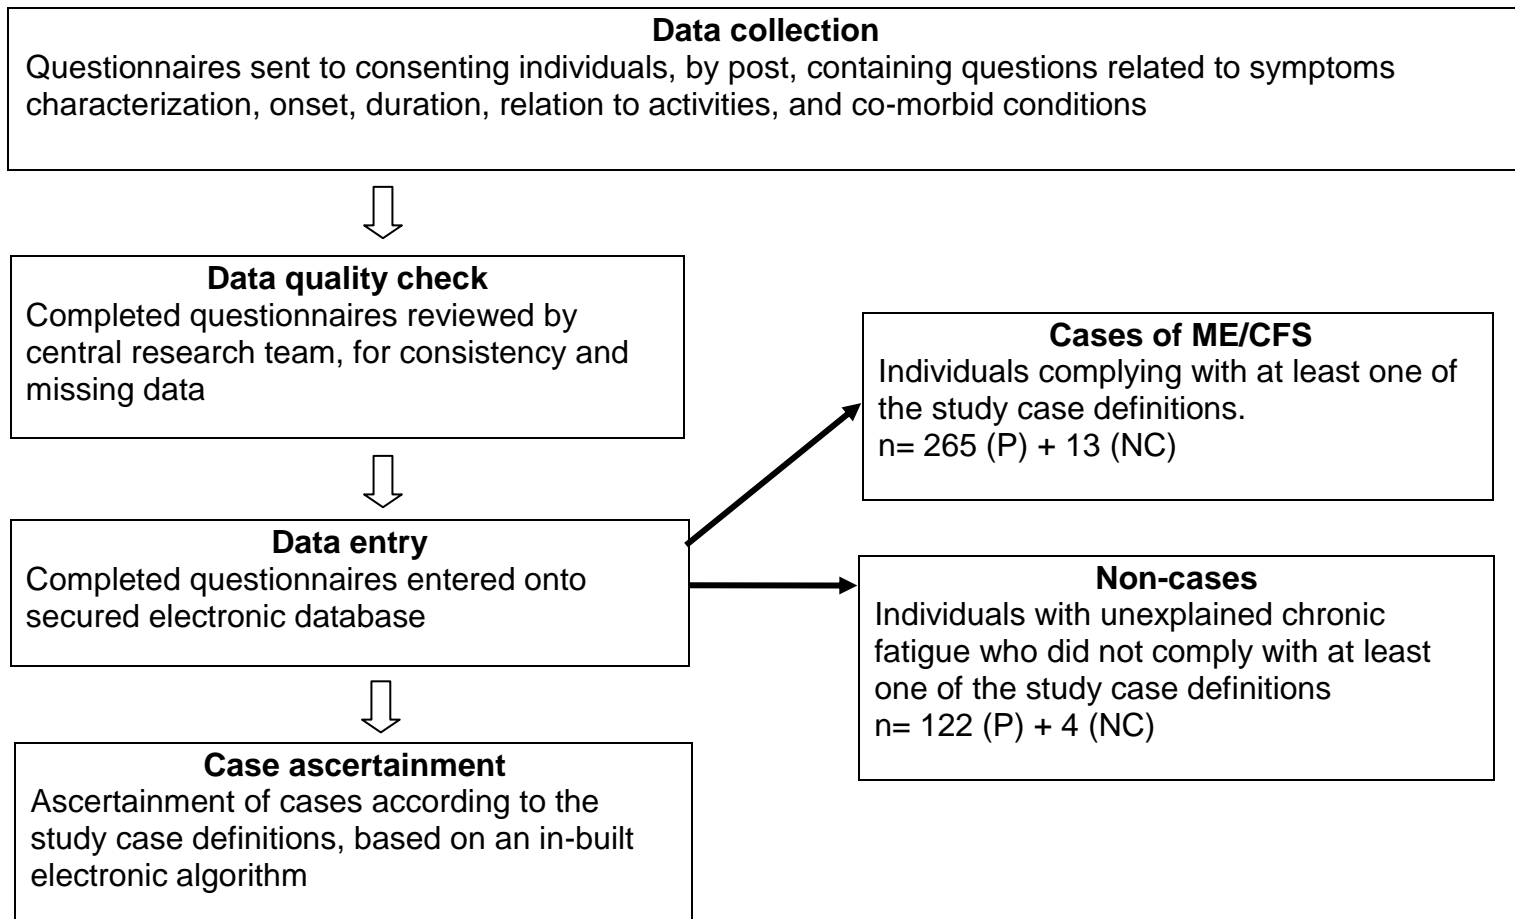 Data collection
Questionnaires sent to consenting individuals, by post, containing questions related to symptoms
characterization, onset, duration, relation to activities, and co-morbid conditions
Data quality check
Completed questionnaires reviewed by
central research team, for consistency and
missing data
Data entry
Completed questionnaires entered onto
secured electronic database
Case ascertainment
Ascertainment of cases according to the
study case definitions, based on an in-built
electronic algorithm
Cases of ME/CFS
Individuals complying with at least one of
the study case definitions.
n= 265 (P) + 13 (NC)
Non-cases
Individuals with unexplained chronic
fatigue who did not comply with at least
one of the study case definitions
n= 122 (P) + 4 (NC)